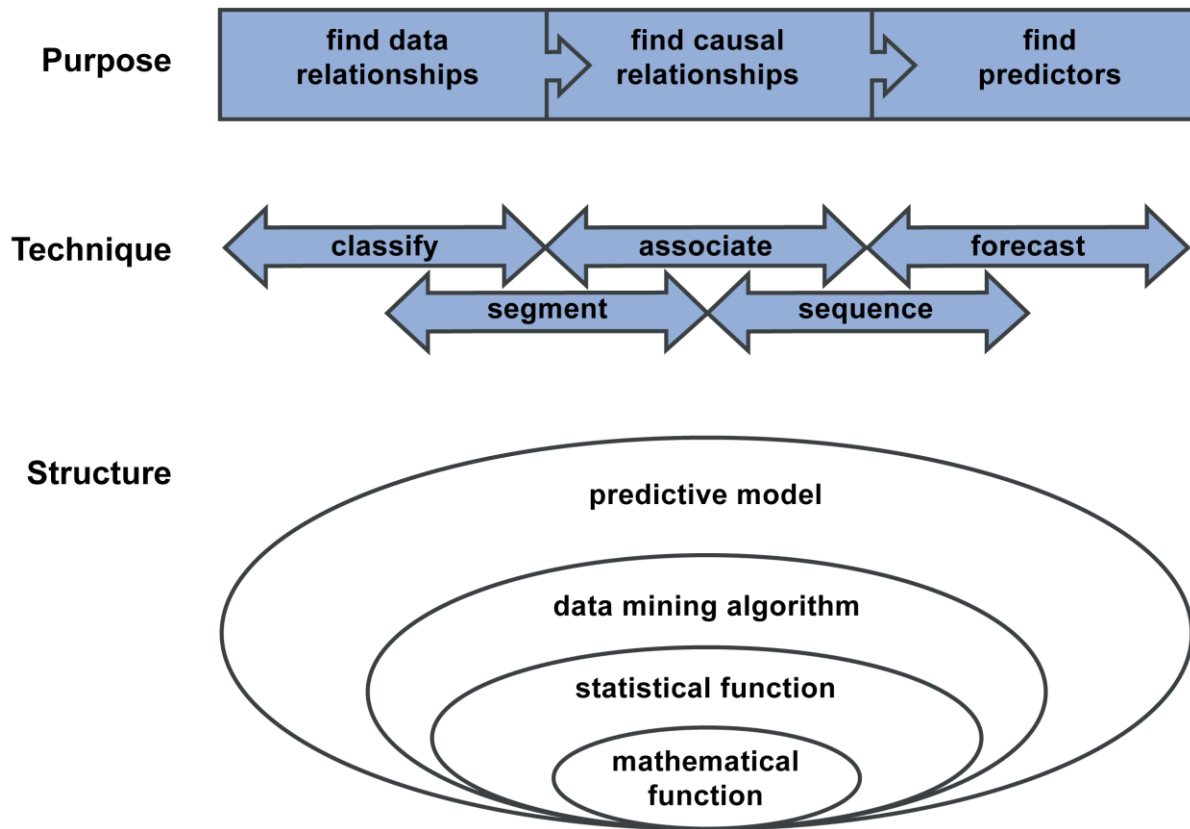 Purpose
find data
relationships
find causal
relationships
find
predictors
Technique
classify
associate
forecast
segment
sequence
Structure
predictive model
data mining algorithm
statistical function
mathematical
function